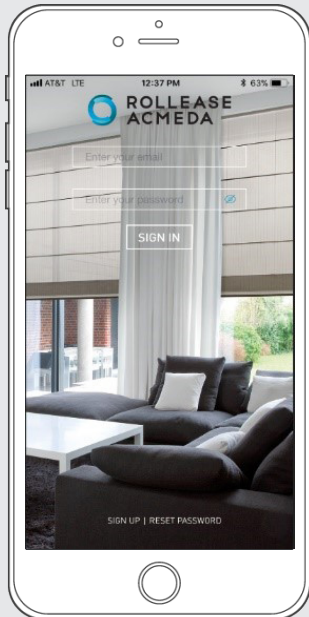 AT&T LTE 12:37 PM 63%
ROLLEASE
ACMEDA
Enter your email
Enter your password
SIGN IN
SIGN UP | RESET PASSWORD